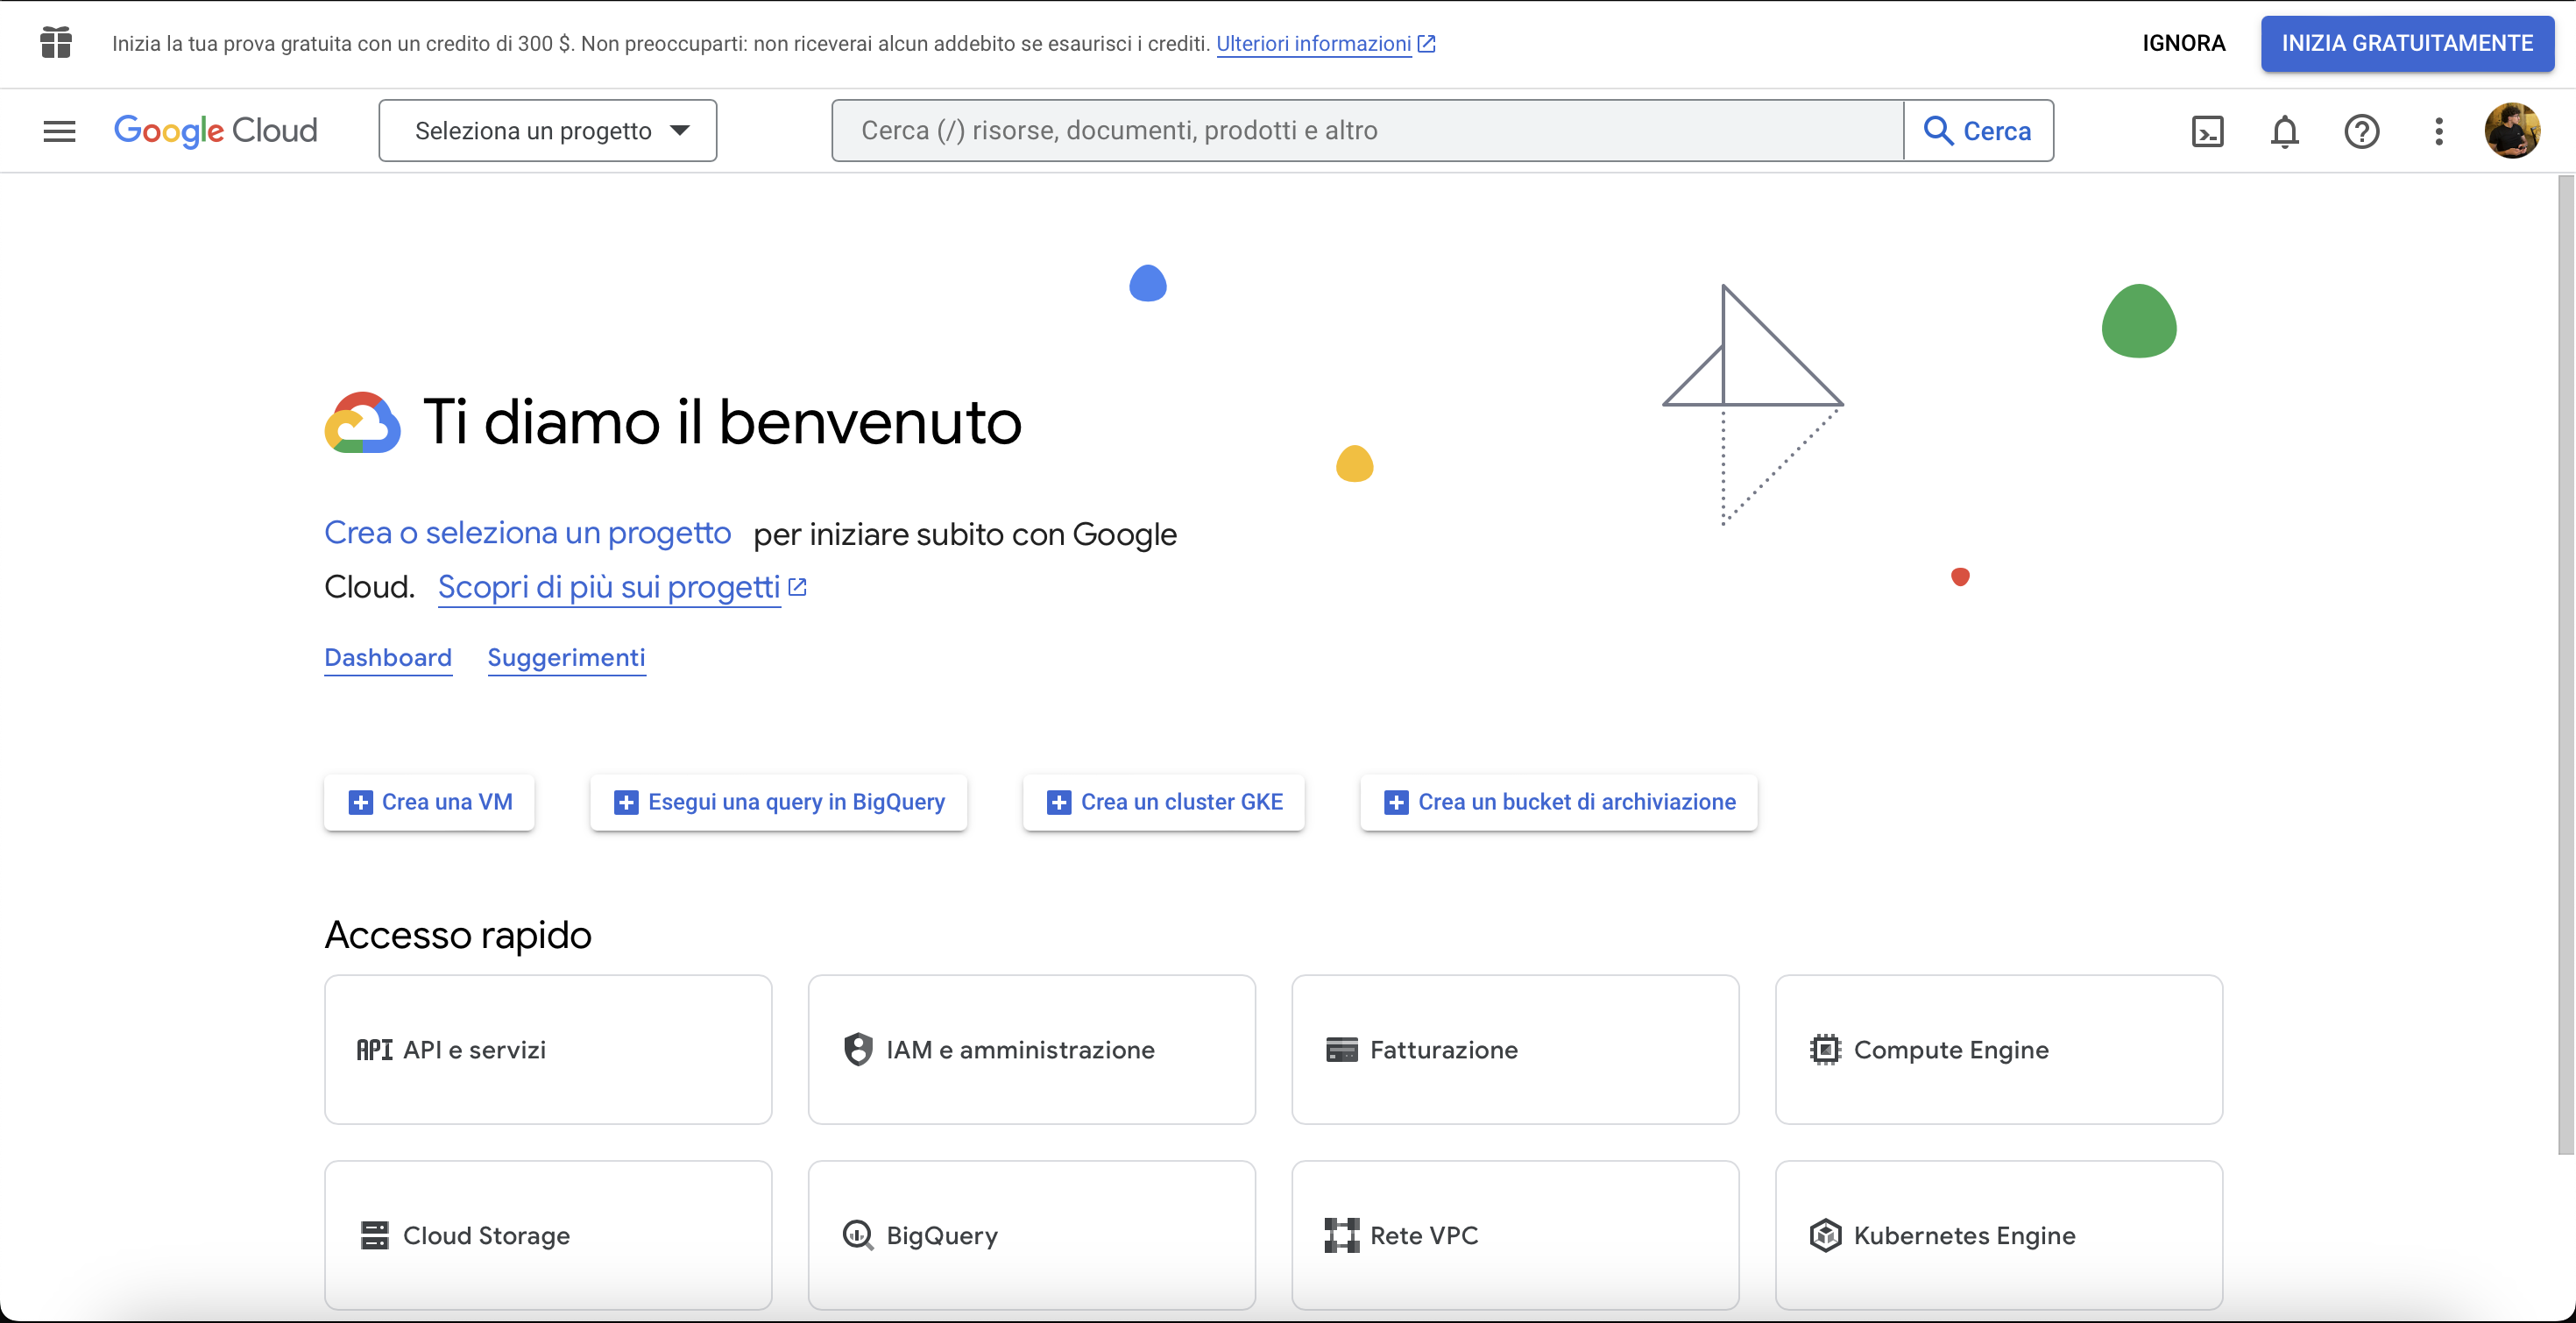 Inizia la tua prova gratuita con un credito di 300 $. Non preoccuparti: non riceverai alcun addebito se esaurisci i crediti. Ulteriori informazioni
IGNORA
INIZIA GRATUITAMENTE
Google Cloud
Seleziona un progetto
Cerca (/) risorse, documenti, prodotti e altro
Cerca
Ti diamo il benvenuto
Crea o seleziona un progetto per iniziare subito con Google
Cloud. Scopri di più sui progetti
Dashboard Suggerimenti
Crea una VM
Esegui una query in BigQuery
Crea un cluster GKE
Crea un bucket di archiviazione
Accesso rapido
API API e servizi
IAM e amministrazione
Fatturazione
Compute Engine
Cloud Storage
BigQuery
Rete VPC
Kubernetes Engine